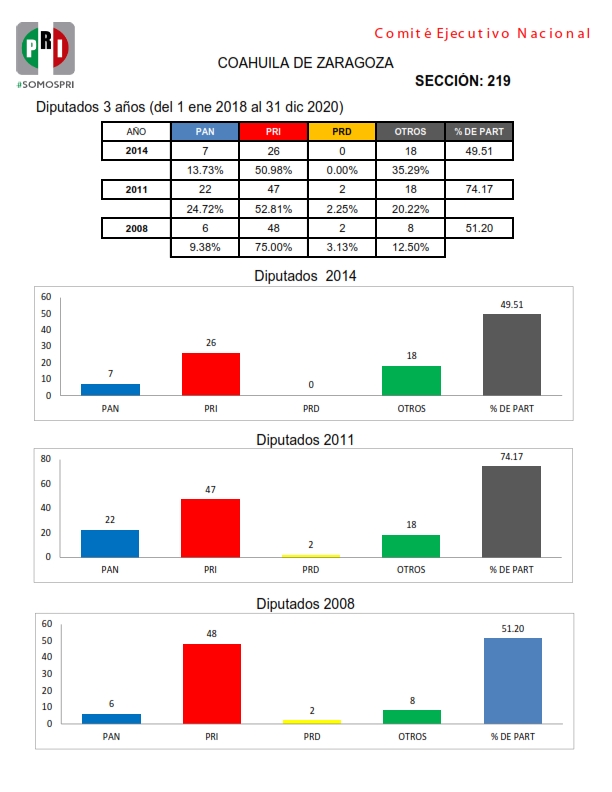 Comité Ejecutivo Nacional
PRI
#SOMOSPRI
COAHUILA DE ZARAGOZA
SECCIÓN: 219
Diputados 3 años (del 1 ene 2018 al 31 dic 2020)
AÑO PAN PRI PRD OTROS % DE PART
2014 7 26 0 18 49.51
13.73% 50.98% 0.00% 35.29%
2011 22 47 2 18 74.17
24.72% 52.81% 2.25% 20.22%
2008 6 48 2 8 51.20
9.38% 75.00% 3.13% 12.50%
Diputados 2014
60
50
40
30
20
10
0
7 26 0 18 49.51
PAN PRI PRD OTROS % DE PART
Diputados 2011
80
60
40
20
0
22 47 2 18 74.17
PAN PRI PRD OTROS % DE PART
Diputados 2008
60
50
40
30
20
10
0
6 48 2 8 51.20
PAN PRI PRD OTROS % DE PART